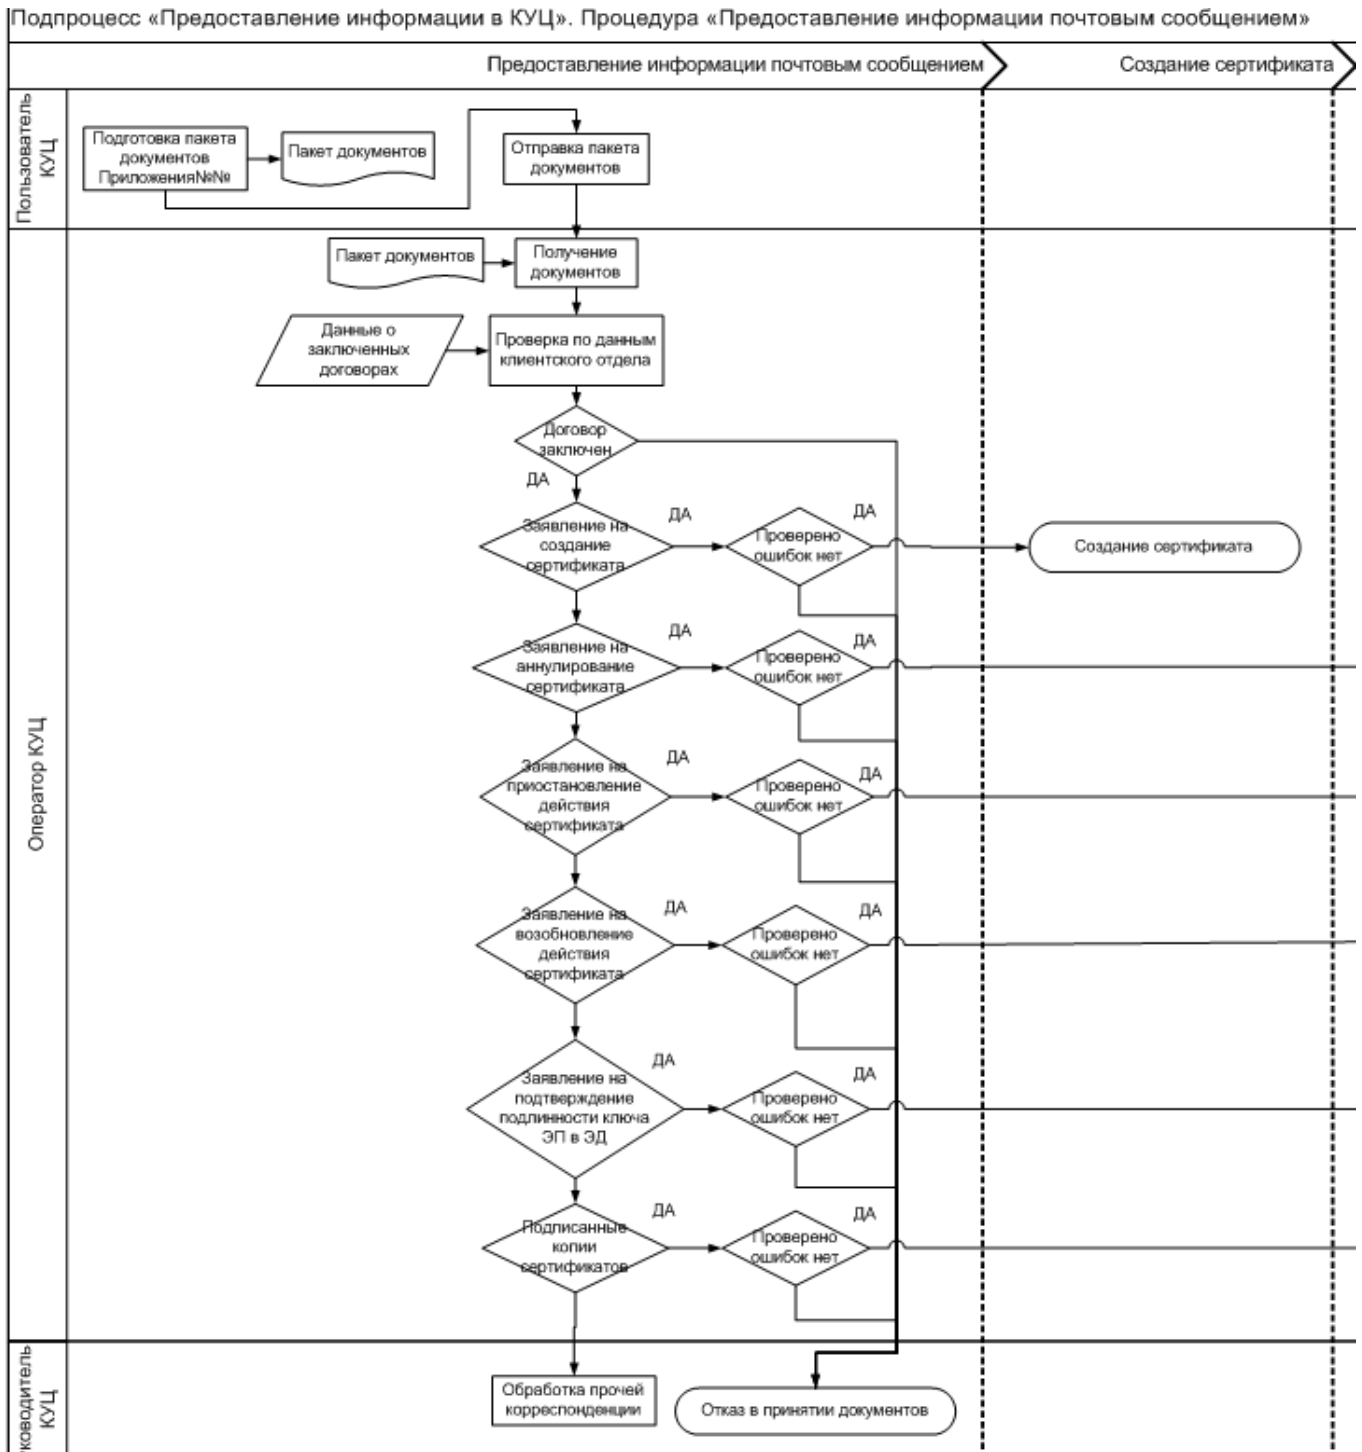 Подпроцесс «Предоставление информации в КУЦ». Процедура «Предоставление информации почтовым сообщением»
Предоставление информации почтовым сообщением
Создание сертификата
Пользователь
КУЦ
Подготовка пакета
документов
Приложения№№
Пакет документов
Отправка пакета
документов
Оператор КУЦ
Пакет документов
Получение
документов
Данные о
заключенных
договорах
Проверка по данным
клиентского отдела
Договор
заключен
ДА
Заявление на
создание
сертификата
ДА
Проверено
ошибок нет
ДА
Создание сертификата
Заявление на
аннулирование
сертификата
ДА
Проверено
ошибок нет
ДА
Заявление на
приостановление
действия
сертификата
ДА
Проверено
ошибок нет
ДА
Заявление на
возобновление
действия
сертификата
ДА
Проверено
ошибок нет
ДА
Заявление на
подтверждение
подлинности ключа
ЭП в ЭД
ДА
Проверено
ошибок нет
ДА
Подписанные
копии
сертификатов
ДА
Проверено
ошибок нет
ДА
уководитель
КУЦ
Обработка прочей
корреспонденции
Отказ в принятии документов